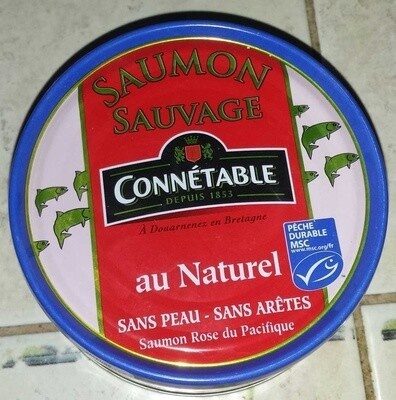 SAUMON
SAUVAGE
CONNÉTABLE
DEPUIS 1853
À Douarnenez en Bretagne
PÊCHE
DURABLE
MSC
www.msc.org/fr
au Naturel
SANS PEAU - SANS ARÊTES
Saumon Rose du Pacifique